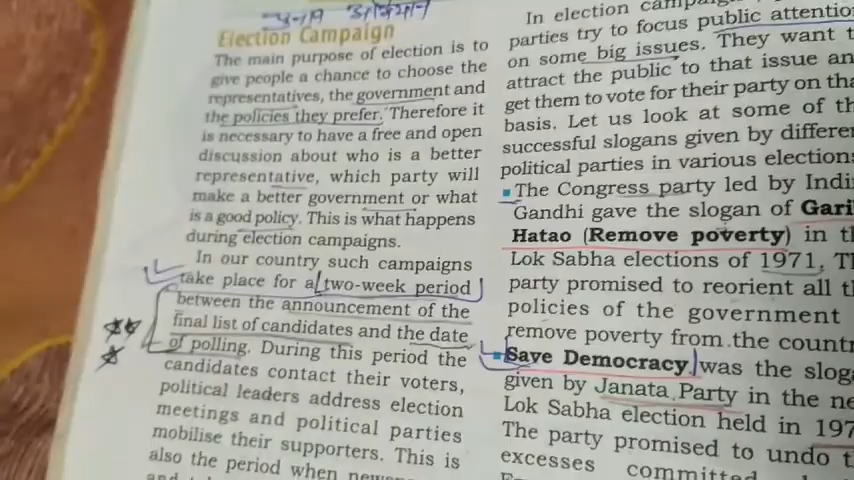 चुनाव अभियान
Election Campaign
The main purpose of election is to
give people a chance to choose the
representatives, the government and
the policies they prefer. Therefore it
is necessary to have a free and open
discussion about who is a better
representative, which party will
make a better government or what
is a good policy. This is what happens
during election campaigns.
In our country such campaigns
take place for a two-week period
between the announcement of the
final list of candidates and the date
of polling. During this period the
candidates contact their voters,
political leaders address election
meetings and political parties
mobilise their supporters. This is
also the period when
In election
parties try to focus public
on some big issues. They want
attract the public to that issue
get them to vote for their party on
basis. Let us look at some of
successful slogans given by
political parties in various
The Congress party led by
Gandhi gave the slogan of
Hatao (Remove poverty) in
Lok Sabha elections of 1971.
party promised to reorient all
policies of the government
remove poverty from the
Save Democracy was the
given by Janata Party in the
Lok Sabha election held in
The party promised to undo
excesses committed